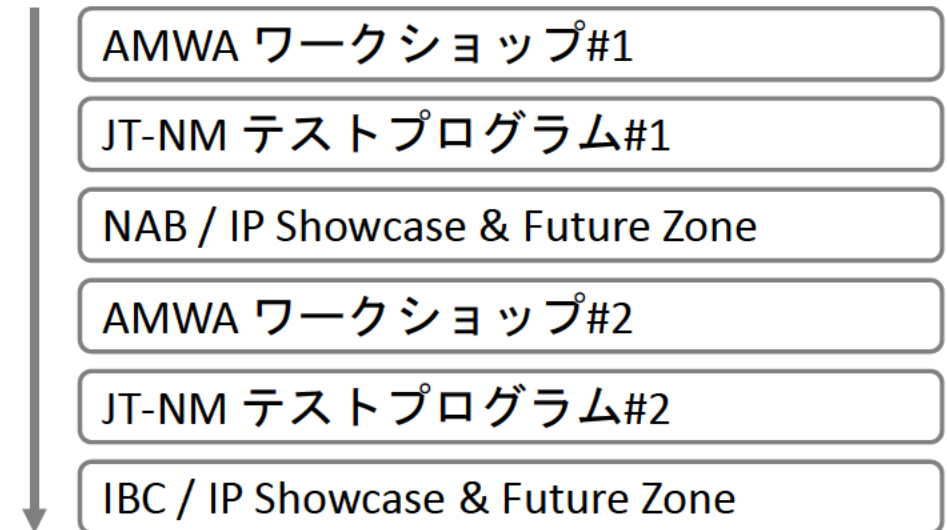 AMWA ワークショップ#1
JT-NM テストプログラム#1
NAB / IP Showcase & Future Zone
AMWA ワークショップ#2
JT-NM テストプログラム#2
IBC / IP Showcase & Future Zone